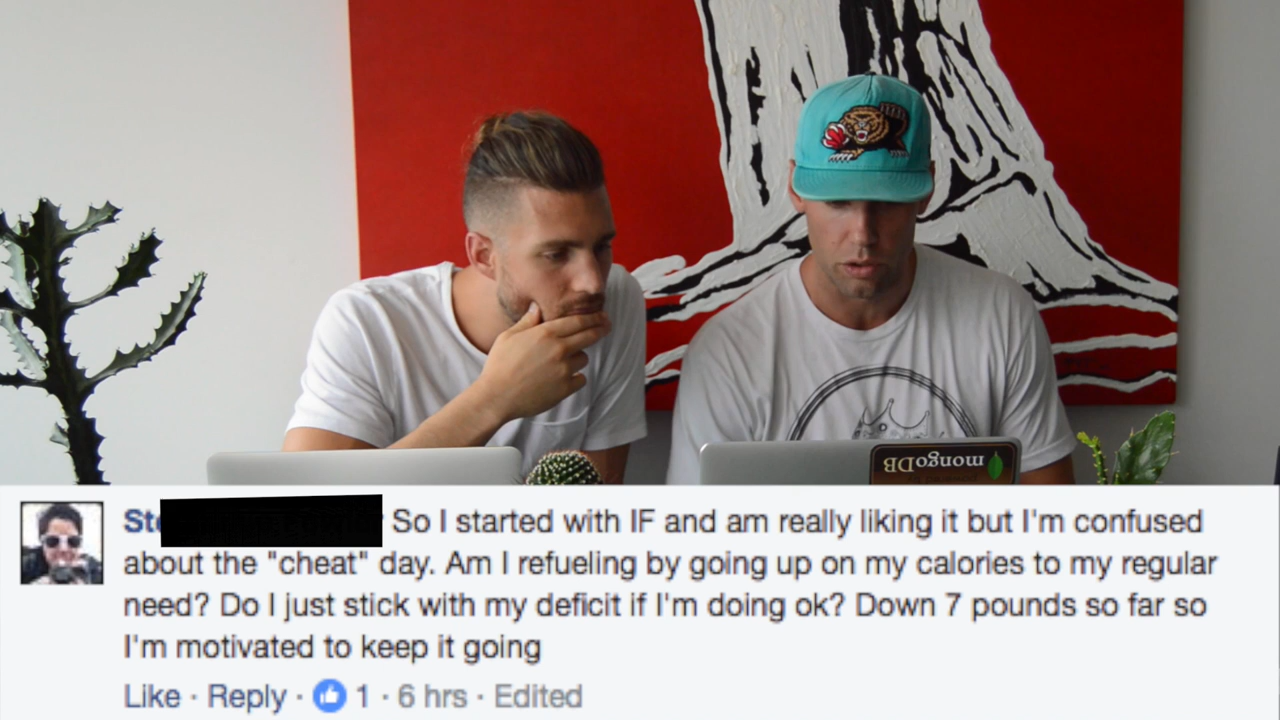 mongoDB
St So I started with IF and am really liking it but I'm confused
about the "cheat" day. Am I refueling by going up on my calories to my regular
need? Do I just stick with my deficit if I'm doing ok? Down 7 pounds so far so
I'm motivated to keep it going
Like · Reply · 1 · 6 hrs · Edited